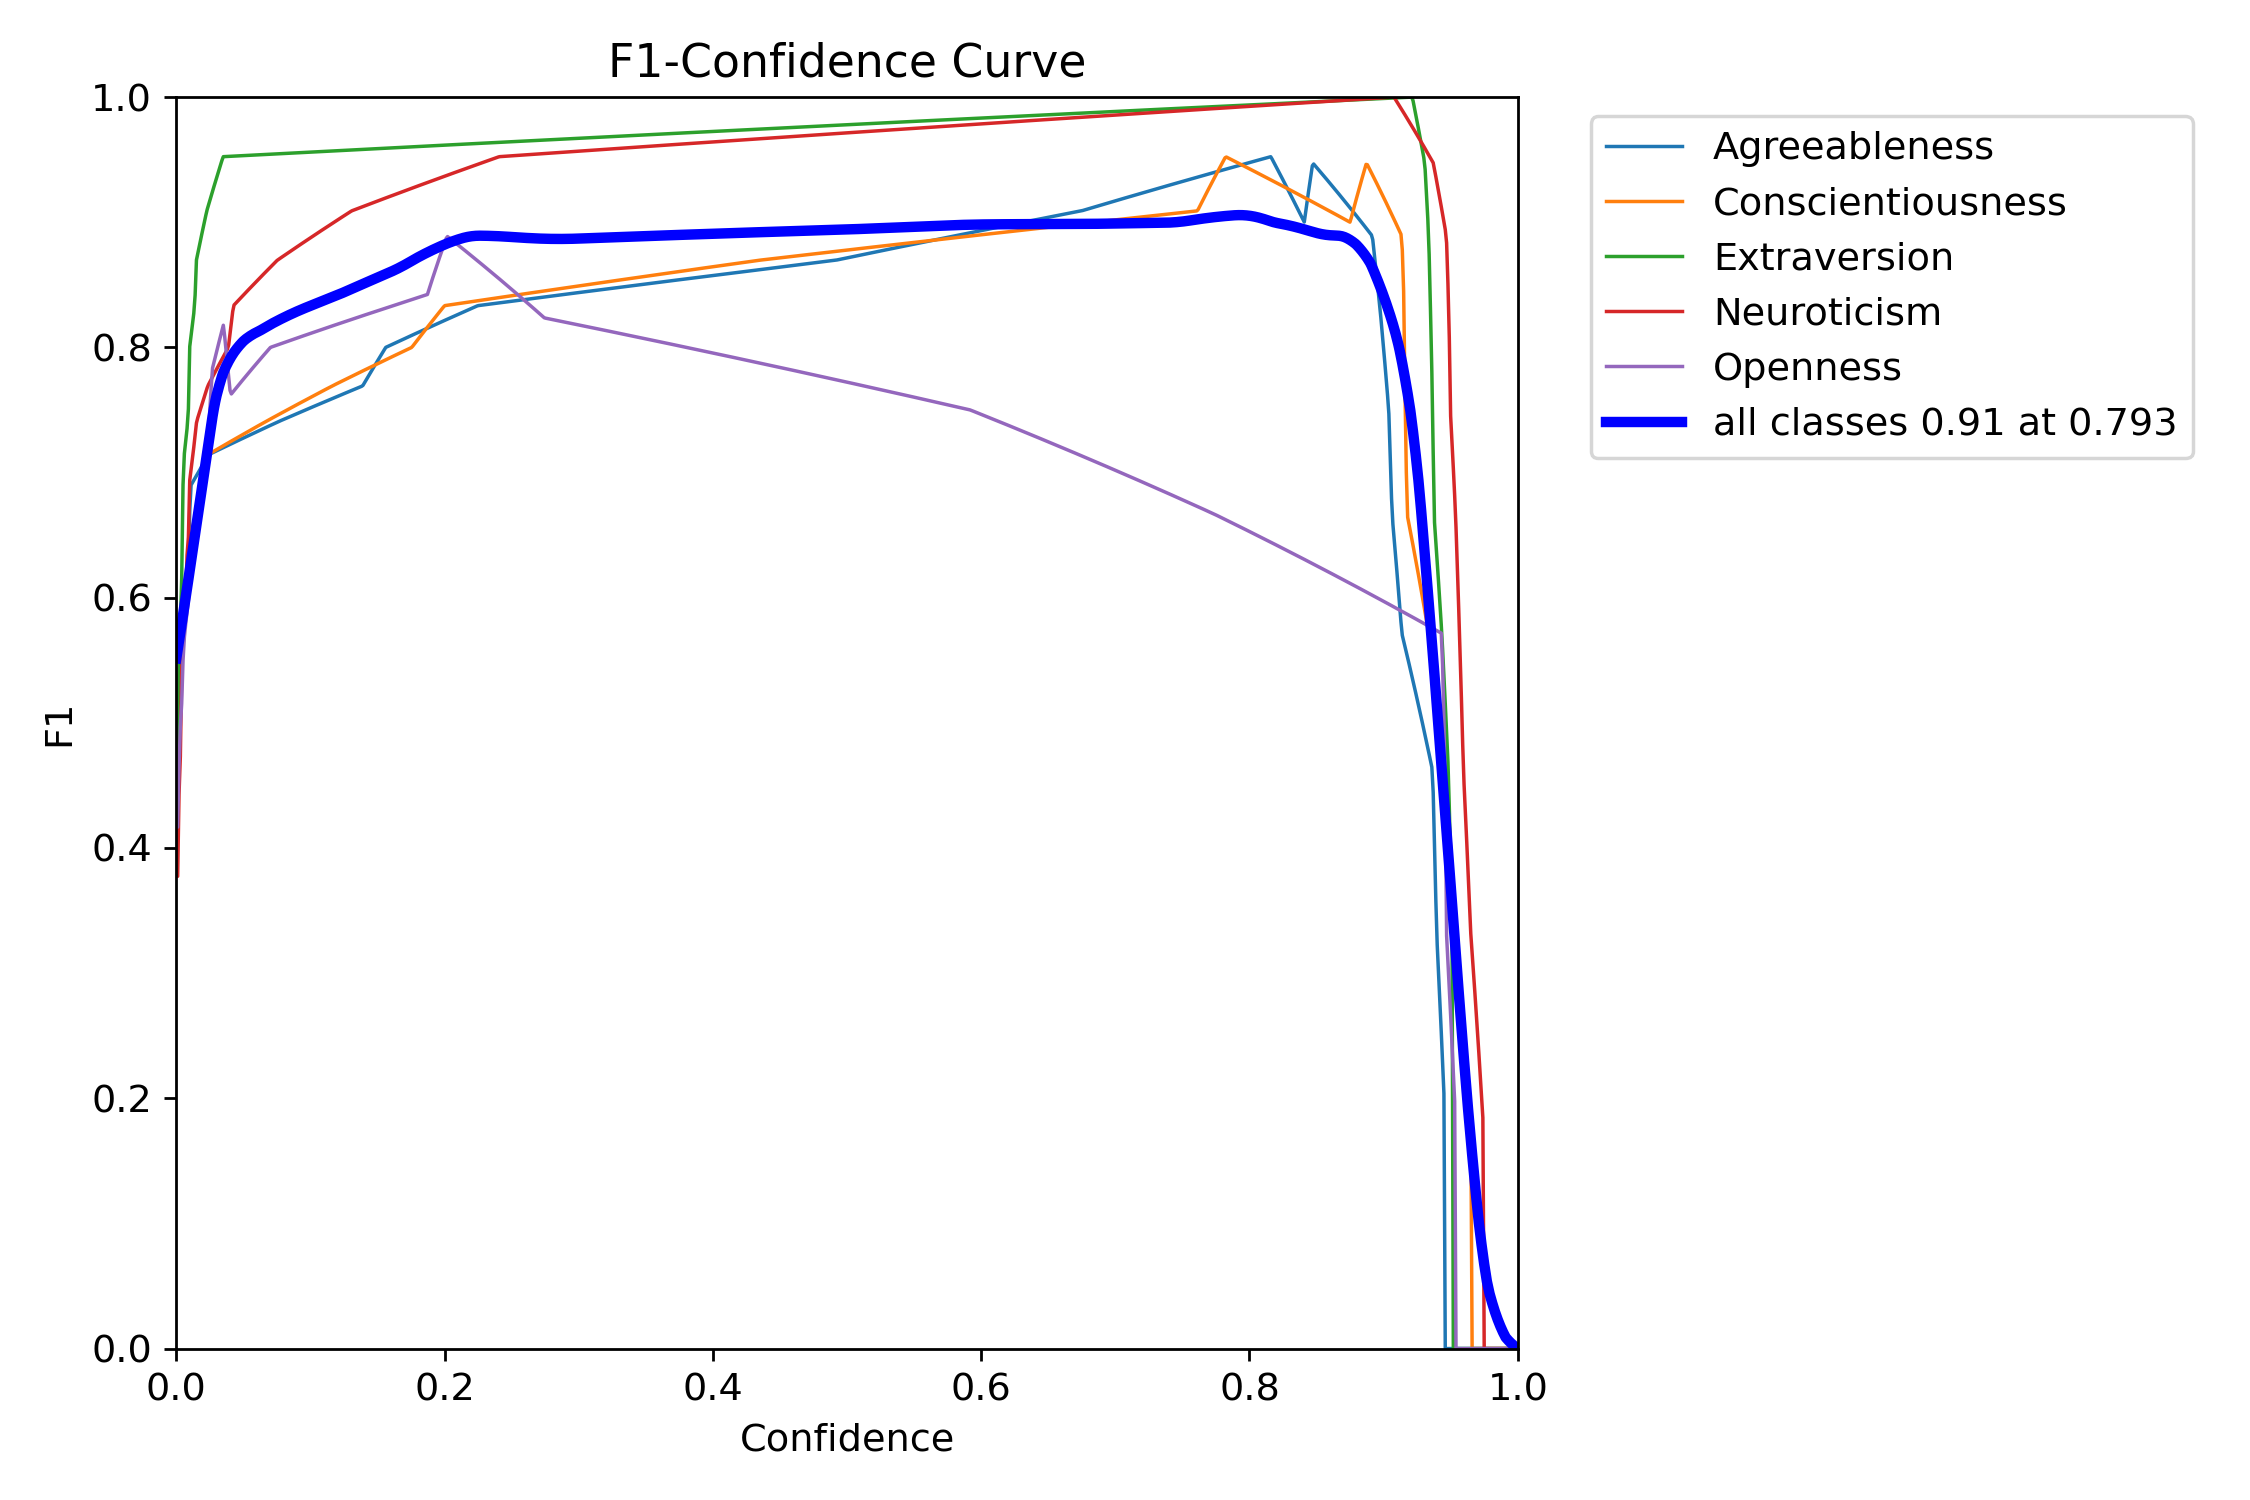 F1-Confidence Curve
1.0
0.8
0.6
0.4
0.2
0.0
F1
0.0 0.2 0.4 0.6 0.8 1.0
Confidence
Agreeableness
Conscientiousness
Extraversion
Neuroticism
Openness
all classes 0.91 at 0.793